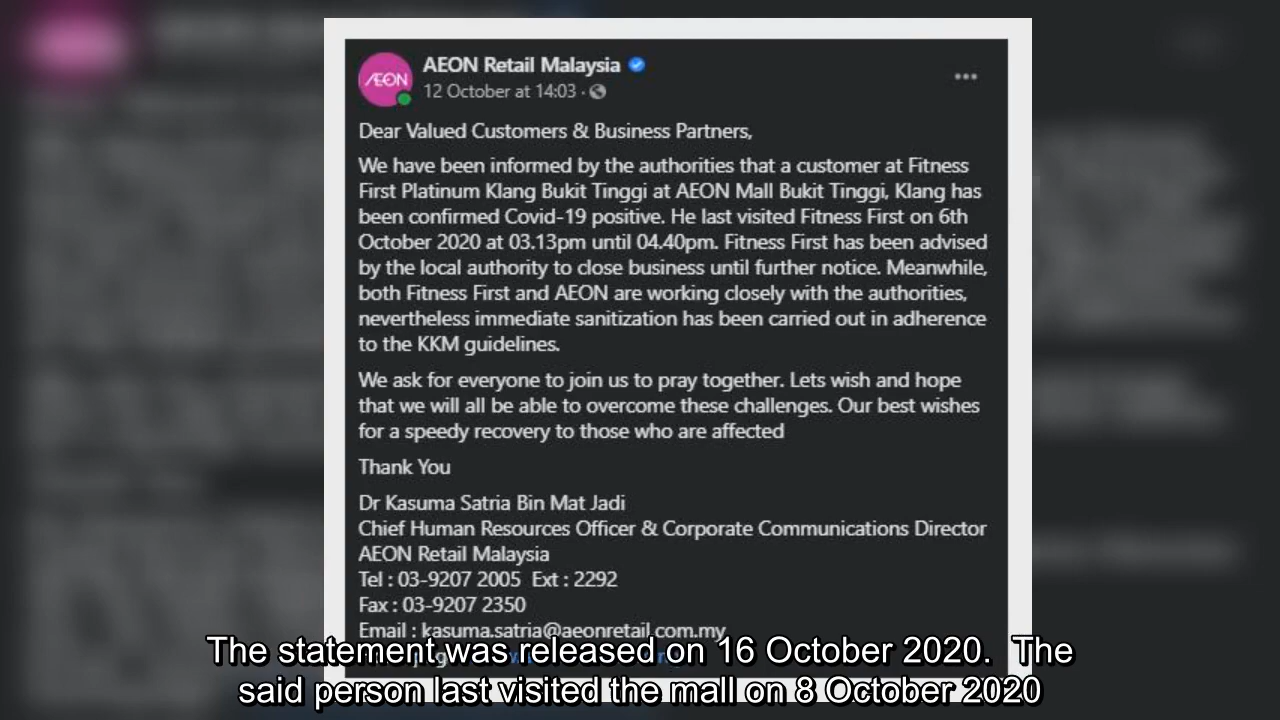 AEON
AEON Retail Malaysia
12 October at 14:03 ·
Dear Valued Customers & Business Partners,
We have been informed by the authorities that a customer at Fitness
First Platinum Klang Bukit Tinggi at AEON Mall Bukit Tinggi, Klang has
been confirmed Covid-19 positive. He last visited Fitness First on 6th
October 2020 at 03.13pm until 04.40pm. Fitness First has been advised
by the local authority to close business until further notice. Meanwhile,
both Fitness First and AEON are working closely with the authorities,
nevertheless immediate sanitization has been carried out in adherence
to the KKM guidelines.
We ask for everyone to join us to pray together. Lets wish and hope
that we will all be able to overcome these challenges. Our best wishes
for a speedy recovery to those who are affected
Thank You
Dr Kasuma Satria Bin Mat Jadi
Chief Human Resources Officer & Corporate Communications Director
AEON Retail Malaysia
Tel : 03-9207 2005 Ext : 2292
Fax : 03-9207 2350
Email : kasuma.satria@aeonretail.com.my
The statement was released on 16 October 2020. The
said person last visited the mall on 8 October 2020